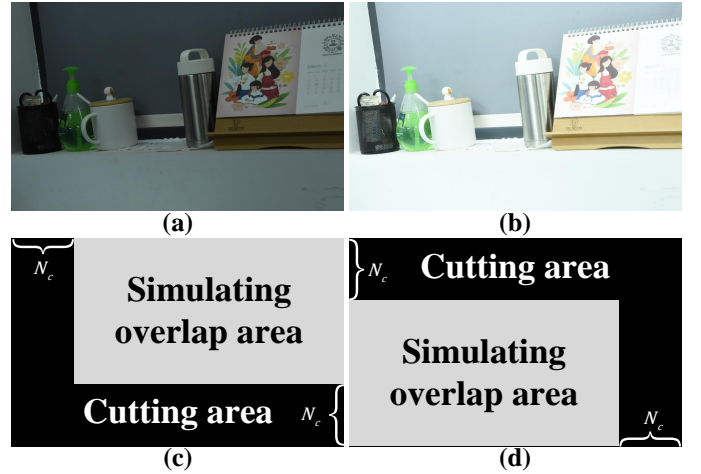 (a)
(b)
N_c
Simulating
overlap area
Cutting area
N_c
(c)
N_c
Cutting area
Simulating
overlap area
N_c
(d)